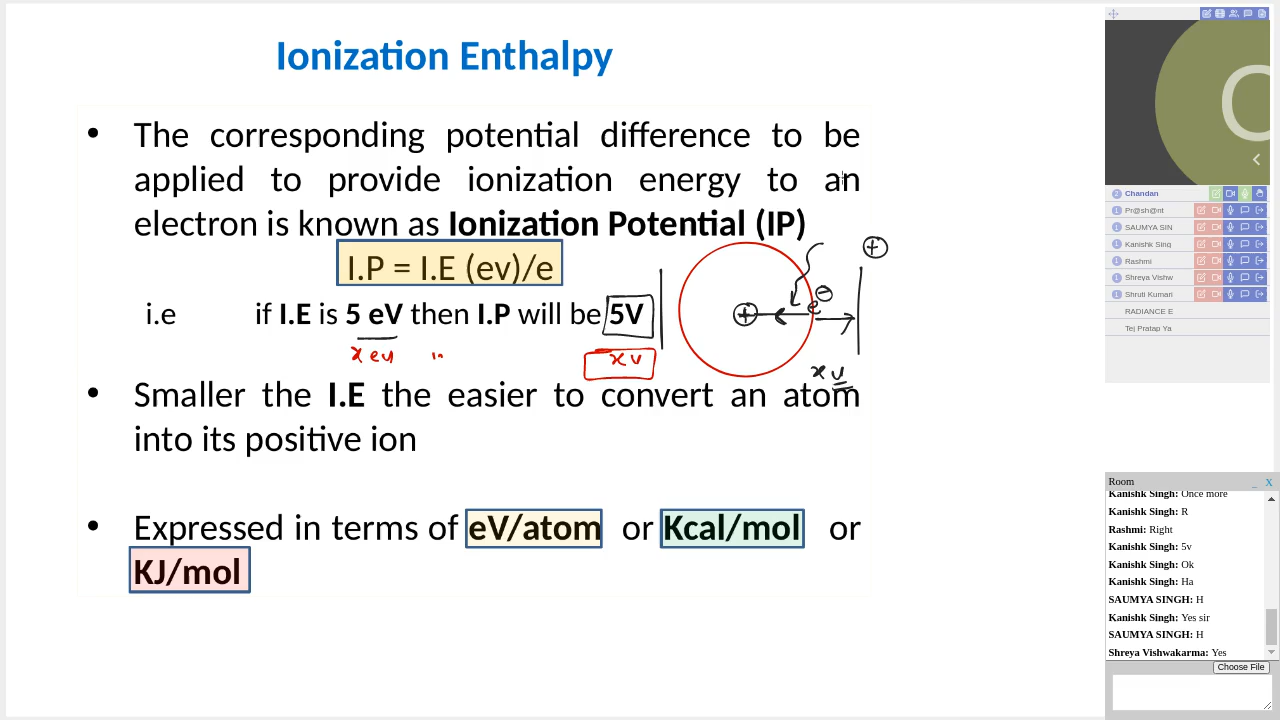 Ionization Enthalpy
• The corresponding potential difference to be
applied to provide ionization energy to an
electron is known as Ionization Potential (IP)
I.P = I.E (ev)/e
i.e if I.E is 5 eV then I.P will be 5V
x ev
x v
+
+
e
x v
• Smaller the I.E the easier to convert an atom
into its positive ion
• Expressed in terms of eV/atom or Kcal/mol or
KJ/mol
C
Chandan
Pr@sh@nt
SAUMYA SIN
Kanishk Sing
Rashmi
Shreya Vishw
Shruti Kumari
RADIANCE E
Tej Pratap Ya
Room _ X
Kanishk Singh: Once more
Kanishk Singh: R
Rashmi: Right
Kanishk Singh: 5v
Kanishk Singh: Ok
Kanishk Singh: Ha
SAUMYA SINGH: H
Kanishk Singh: Yes sir
SAUMYA SINGH: H
Shreya Vishwakarma: Yes
Choose File